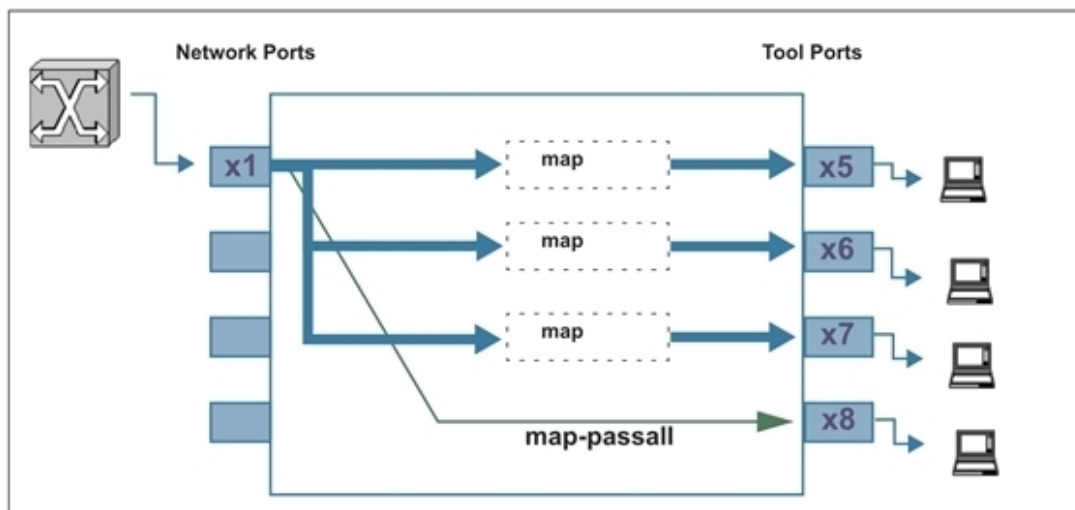 Network Ports
Tool Ports
x1
map
x5
map
x6
map
x7
x8
map-passall